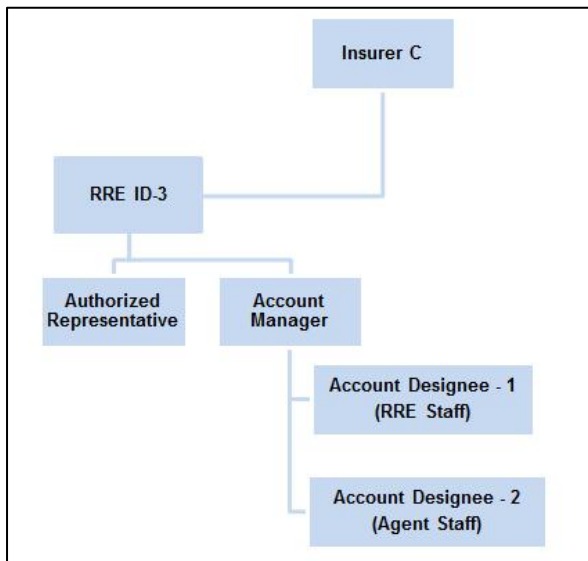 Insurer C
RRE ID-3
Authorized
Representative
Account
Manager
Account Designee - 1
(RRE Staff)
Account Designee - 2
(Agent Staff)